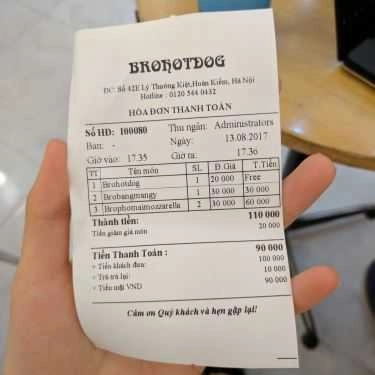 BROHOTDOG
ĐC: Số 42E Lý Thường Kiệt,Hoàn Kiếm, Hà Nội
Hotline : 0120 544 0432
HÓA ĐƠN THANH TOÁN
Số HĐ: 100080 Thu ngân: Administrators
Bàn: - Ngày: 13.08.2017
Giờ vào: 17.35 Giờ ra: 17.36
TT Tên món SL Đ.Giá T.Tiền
1 Brohotdog 1 20 000 Free
2 Brobangmangy 1 30 000 30 000
3 Brophomaimozzarella 2 30 000 60 000
Thành tiền: 110 000
Tiền giảm giá món 20 000
Tiền Thanh Toán : 90 000
+ Tiền khách đưa: 100 000
+ Trả trả lại: 10 000
+ Tiền mặt VND 90 000
Cảm ơn Quý khách và hẹn gặp lại!